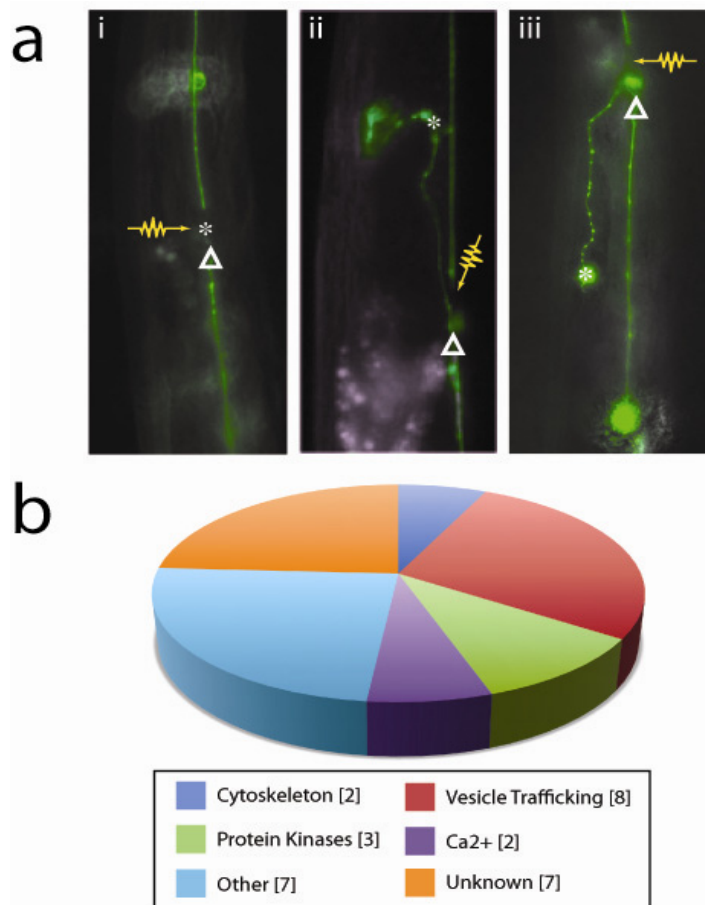 a
i
ii
iii
b
Cytoskeleton [2]
Vesicle Trafficking [8]
Protein Kinases [3]
Ca2+ [2]
Other [7]
Unknown [7]